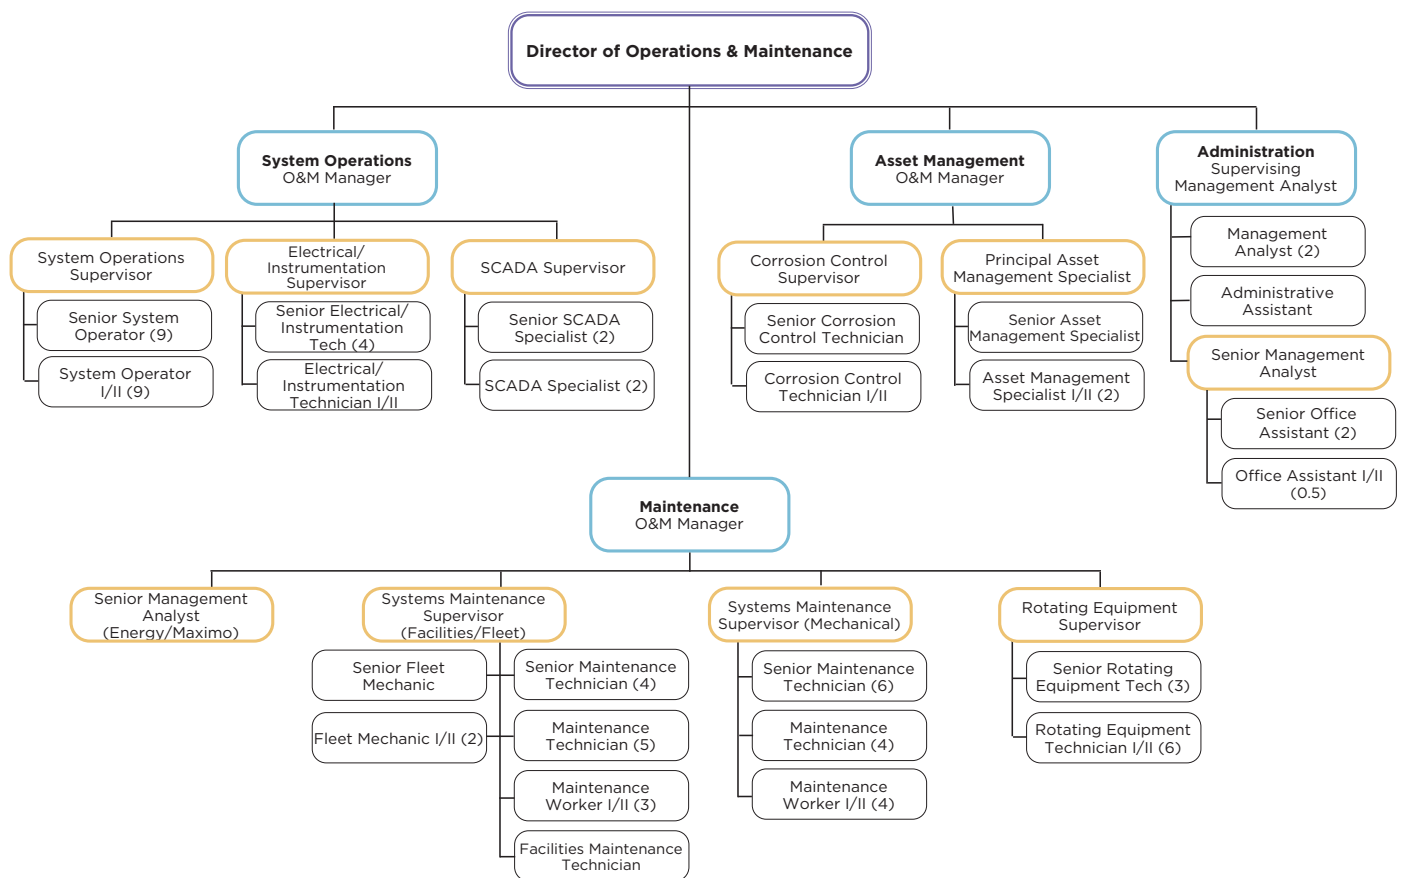 Director of Operations & Maintenance
System Operations
O&M Manager
Asset Management
O&M Manager
Administration
Supervising
Management Analyst
System Operations
Supervisor
Senior System
Operator (9)
System Operator
I/II (9)
Electrical/
Instrumentation
Supervisor
Senior Electrical/
Instrumentation
Tech (4)
Electrical/
Instrumentation
Technician I/II
SCADA Supervisor
Senior SCADA
Specialist (2)
SCADA Specialist (2)
Corrosion Control
Supervisor
Senior Corrosion
Control Technician
Corrosion Control
Technician I/II
Principal Asset
Management Specialist
Senior Asset
Management Specialist
Asset Management
Specialist I/II (2)
Management
Analyst (2)
Administrative
Assistant
Senior Management
Analyst
Senior Office
Assistant (2)
Office Assistant I/II
(0.5)
Maintenance
O&M Manager
Senior Management
Analyst
(Energy/Maximo)
Systems Maintenance
Supervisor
(Facilities/Fleet)
Senior Fleet
Mechanic
Fleet Mechanic I/II (2)
Senior Maintenance
Technician (4)
Maintenance
Technician (5)
Maintenance
Worker I/II (3)
Facilities Maintenance
Technician
Systems Maintenance
Supervisor (Mechanical)
Senior Maintenance
Technician (6)
Maintenance
Technician (4)
Maintenance
Worker I/II (4)
Rotating Equipment
Supervisor
Senior Rotating
Equipment Tech (3)
Rotating Equipment
Technician I/II (6)